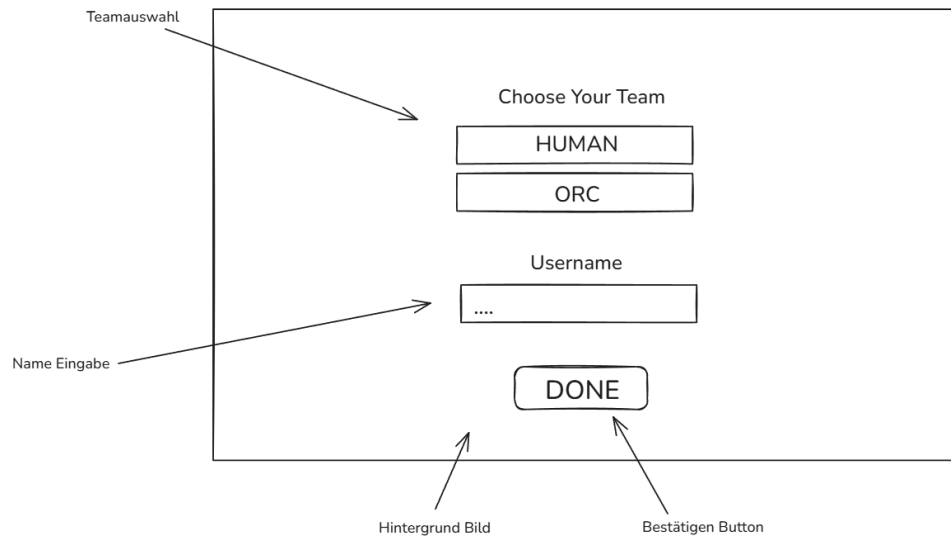 Teamauswahl
Choose Your Team
HUMAN
ORC
Username
....
Name Eingabe
DONE
Hintergrund Bild
Bestätigen Button